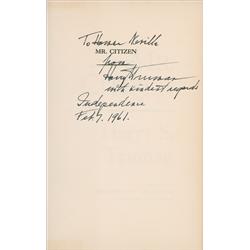 To Homer Neville
MR. CITIZEN
from
Harry Truman
with kindest regards
Independence
Feb 7. 1961.